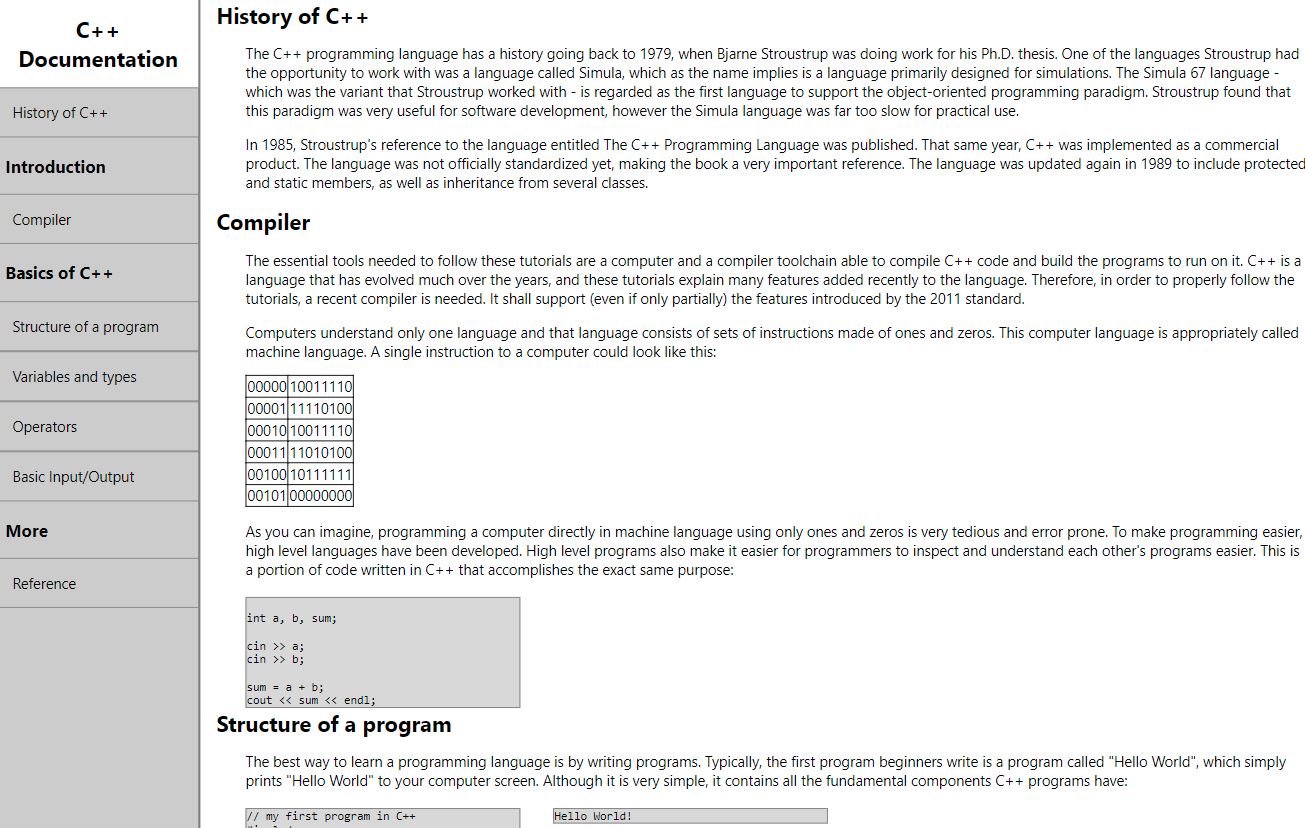 C++
Documentation
History of C++
Introduction
Compiler
Basics of C++
Structure of a program
Variables and types
Operators
Basic Input/Output
More
Reference
History of C++
The C++ programming language has a history going back to 1979, when Bjarne Stroustrup was doing work for his Ph.D. thesis. One of the languages Stroustrup had
the opportunity to work with was a language called Simula, which as the name implies is a language primarily designed for simulations. The Simula 67 language -
which was the variant that Stroustrup worked with - is regarded as the first language to support the object-oriented programming paradigm. Stroustrup found that
this paradigm was very useful for software development, however the Simula language was far too slow for practical use.
In 1985, Stroustrup's reference to the language entitled The C++ Programming Language was published. That same year, C++ was implemented as a commercial
product. The language was not officially standardized yet, making the book a very important reference. The language was updated again in 1989 to include protected
and static members, as well as inheritance from several classes.
Compiler
The essential tools needed to follow these tutorials are a computer and a compiler toolchain able to compile C++ code and build the programs to run on it. C++ is a
language that has evolved much over the years, and these tutorials explain many features added recently to the language. Therefore, in order to properly follow the
tutorials, a recent compiler is needed. It shall support (even if only partially) the features introduced by the 2011 standard.
Computers understand only one language and that language consists of sets of instructions made of ones and zeros. This computer language is appropriately called
machine language. A single instruction to a computer could look like this:
00000 10011110
00001 11110100
00010 10011110
00011 11010100
00100 10111111
00101 00000000
As you can imagine, programming a computer directly in machine language using only ones and zeros is very tedious and error prone. To make programming easier,
high level languages have been developed. High level programs also make it easier for programmers to inspect and understand each other's programs easier. This is
a portion of code written in C++ that accomplishes the exact same purpose:
int a, b, sum;
cin >> a;
cin >> b;
sum = a + b;
cout << sum << endl;
Structure of a program
The best way to learn a programming language is by writing programs. Typically, the first program beginners write is a program called "Hello World", which simply
prints "Hello World" to your computer screen. Although it is very simple, it contains all the fundamental components C++ programs have:
// my first program in C++
Hello World!